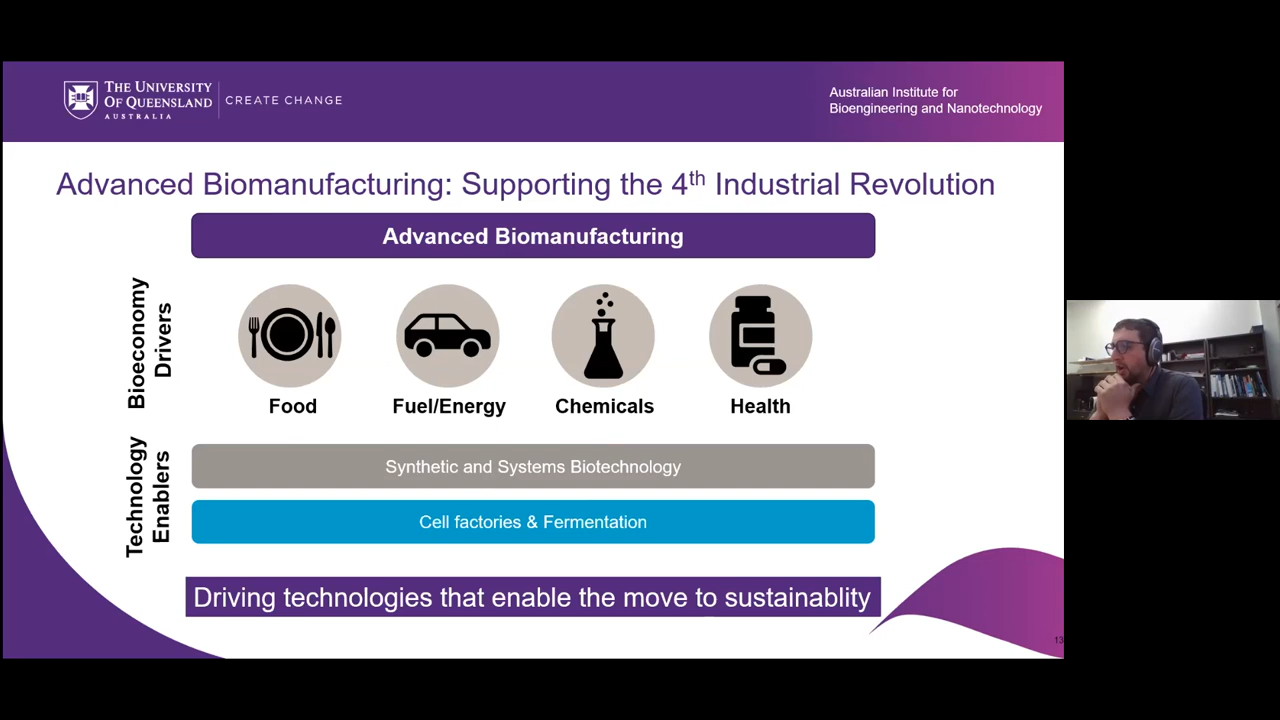 THE UNIVERSITY
OF QUEENSLAND
AUSTRALIA
CREATE CHANGE
Australian Institute for
Bioengineering and Nanotechnology
Advanced Biomanufacturing: Supporting the 4th Industrial Revolution
Advanced Biomanufacturing
Bioeconomy
Drivers
Food
Fuel/Energy
Chemicals
Health
Technology
Enablers
Synthetic and Systems Biotechnology
Cell factories & Fermentation
Driving technologies that enable the move to sustainablity
13